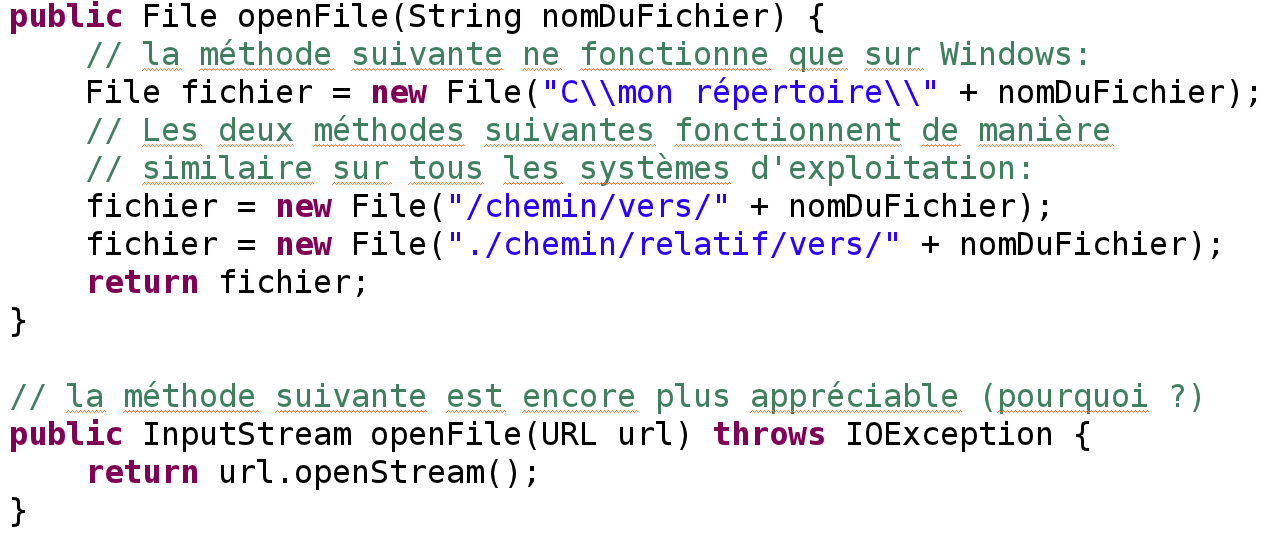 public File openFile(String nomDuFichier) {
    // la méthode suivante ne fonctionne que sur Windows:
    File fichier = new File("C\\mon répertoire\\" + nomDuFichier);
    // Les deux méthodes suivantes fonctionnent de manière
    // similaire sur tous les systèmes d'exploitation:
    fichier = new File("/chemin/vers/" + nomDuFichier);
    fichier = new File("./chemin/relatif/vers/" + nomDuFichier);
    return fichier;
}

// la méthode suivante est encore plus appréciable (pourquoi ?)
public InputStream openFile(URL url) throws IOException {
    return url.openStream();
}